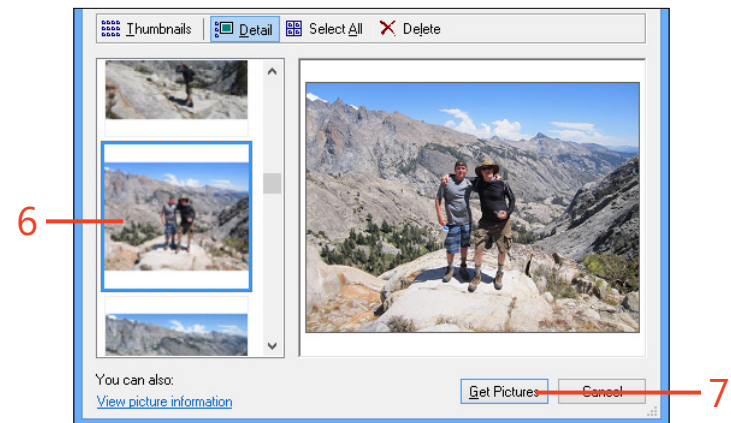 Thumbnails Detail Select All Delete
6
You can also:
View picture information
Get Pictures Cancel
7